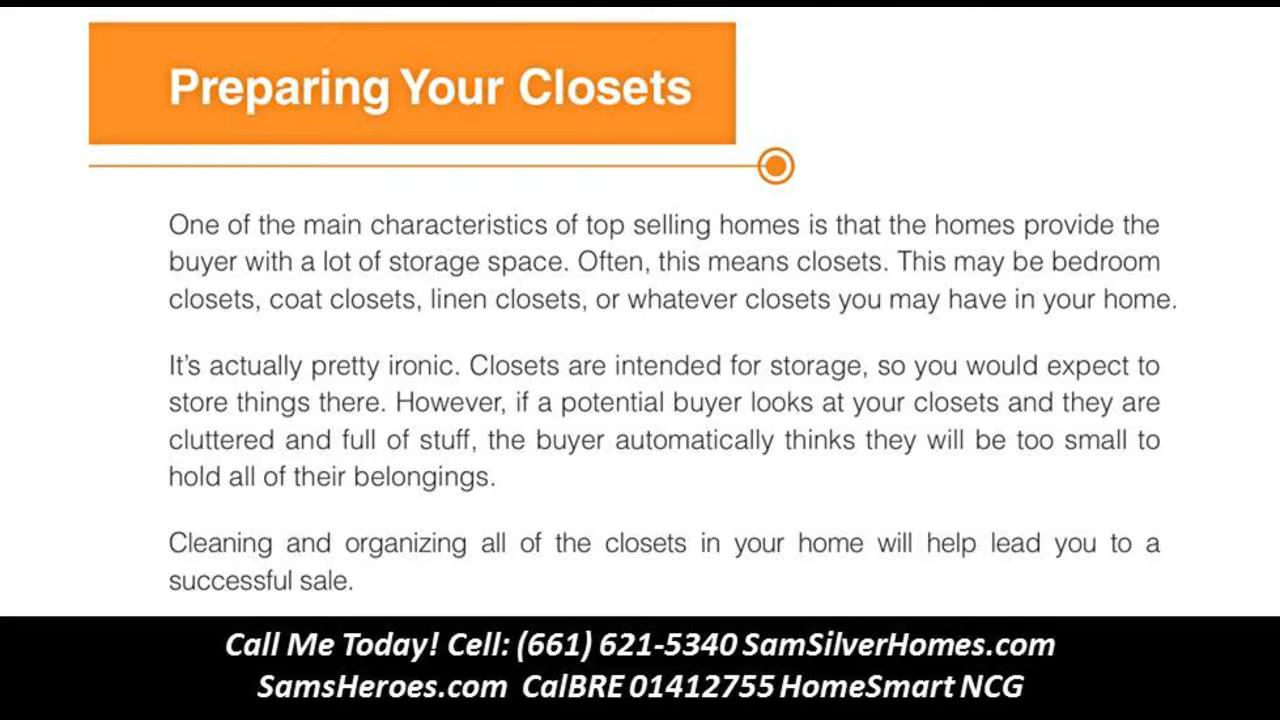 Preparing Your Closets
One of the main characteristics of top selling homes is that the homes provide the
buyer with a lot of storage space. Often, this means closets. This may be bedroom
closets, coat closets, linen closets, or whatever closets you may have in your home.
It’s actually pretty ironic. Closets are intended for storage, so you would expect to
store things there. However, if a potential buyer looks at your closets and they are
cluttered and full of stuff, the buyer automatically thinks they will be too small to
hold all of their belongings.
Cleaning and organizing all of the closets in your home will help lead you to a
successful sale.
Call Me Today! Cell: (661) 621-5340 SamSilverHomes.com
SamsHeroes.com CalBRE 01412755 HomeSmart NCG